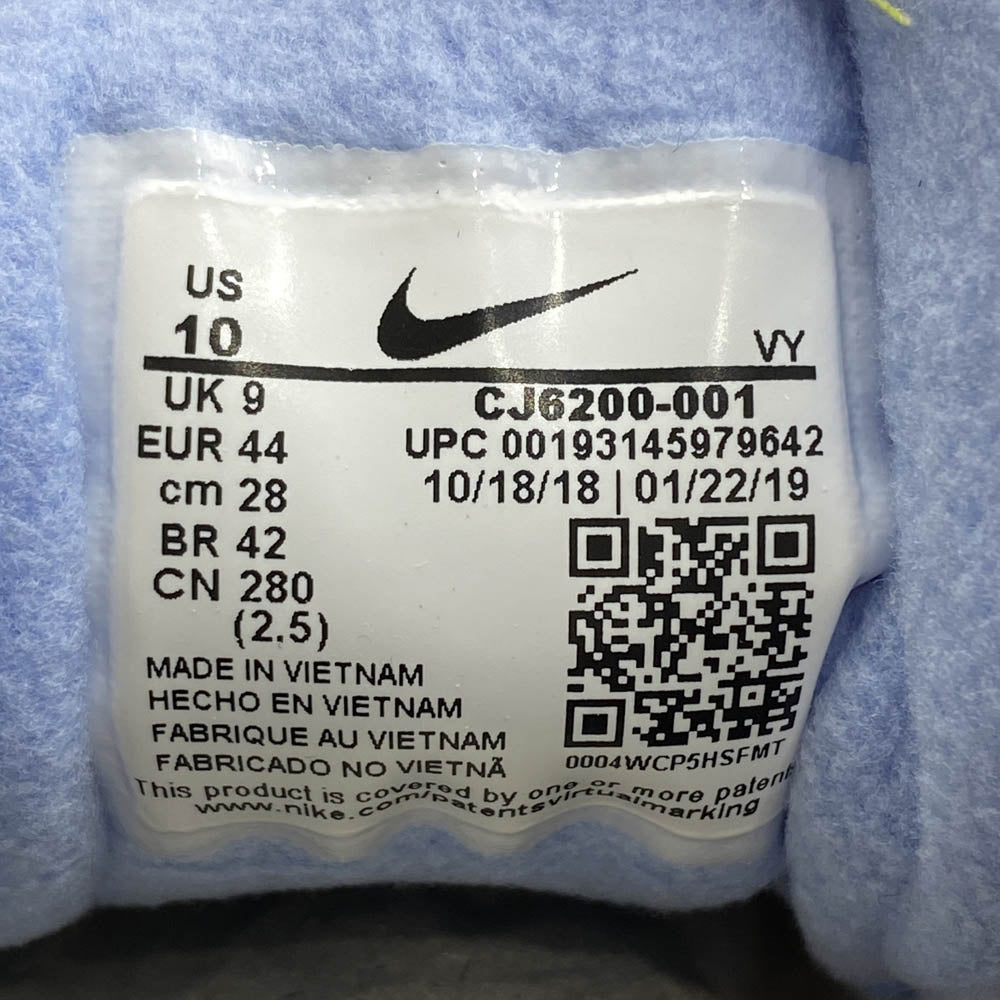 US
10
VY
UK 9
CJ6200-001
EUR 44
UPC 00193145979642
cm 28
10/18/18 | 01/22/19
BR 42
CN 280
(2.5)
MADE IN VIETNAM
HECHO EN VIETNAM
FABRIQUE AU VIETNAM
FABRICADO NO VIETNÃ
0004WCP5HSFMT
This product is covered by one or more patents
www.nike.com/patentsvirtualmarking